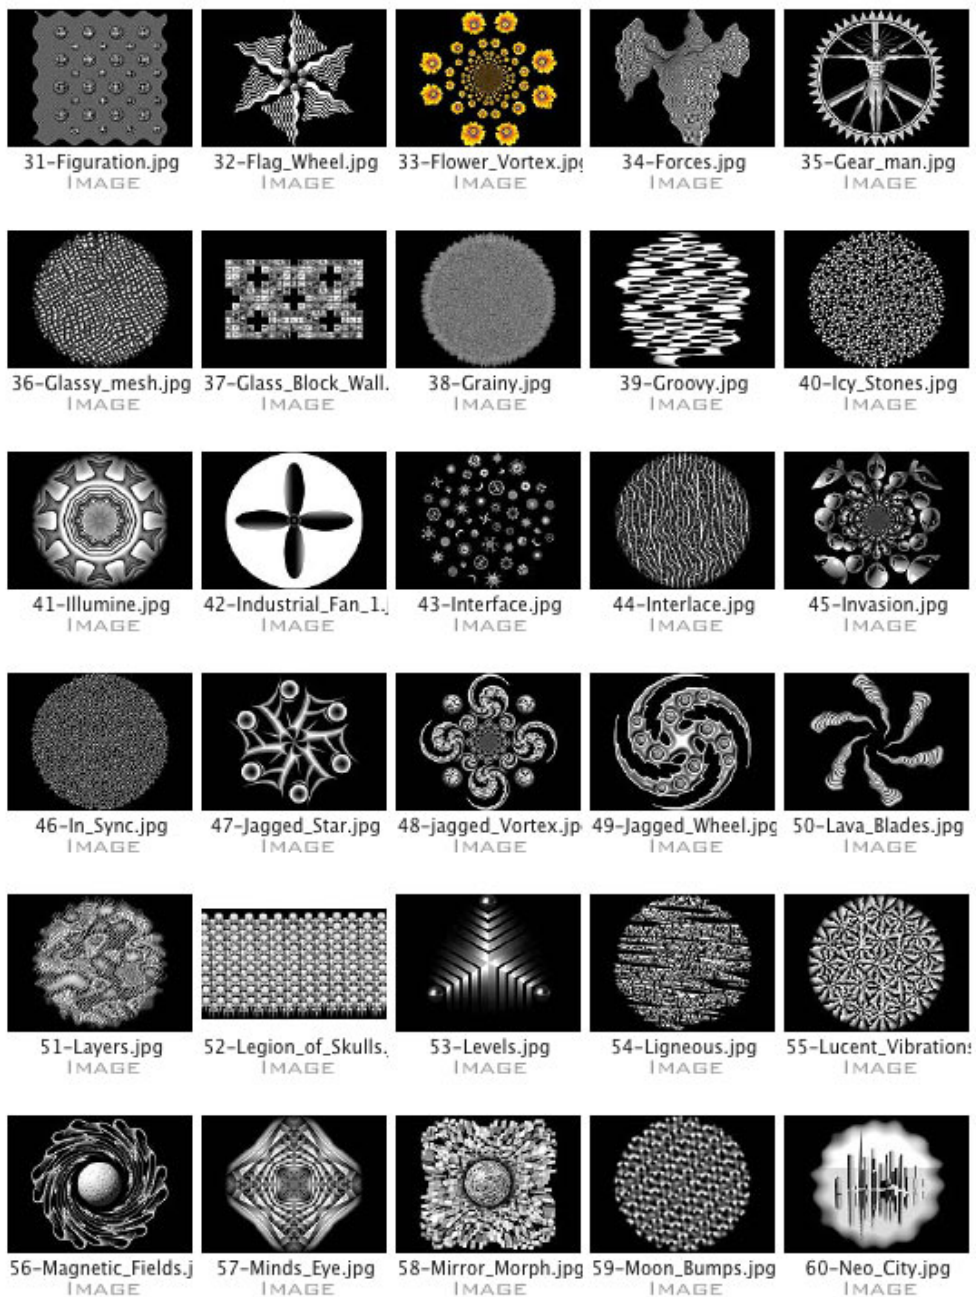 31-Figuration.jpg 32-Flag_Wheel.jpg 33-Flower_Vortex.jpg 34-Forces.jpg 35-Gear_man.jpg
IMAGE IMAGE IMAGE IMAGE IMAGE
36-Glassy_mesh.jpg 37-Glass_Block_Wall. 38-Grainy.jpg 39-Groovy.jpg 40-Icy_Stones.jpg
IMAGE IMAGE IMAGE IMAGE IMAGE
41-Illumine.jpg 42-Industrial_Fan_1.j 43-Interface.jpg 44-Interlace.jpg 45-Invasion.jpg
IMAGE IMAGE IMAGE IMAGE IMAGE
46-In_Sync.jpg 47-Jagged_Star.jpg 48-jagged_Vortex.jp 49-Jagged_Wheel.jpg 50-Lava_Blades.jpg
IMAGE IMAGE IMAGE IMAGE IMAGE
51-Layers.jpg 52-Legion_of_Skulls. 53-Levels.jpg 54-Ligneous.jpg 55-Lucent_Vibrations
IMAGE IMAGE IMAGE IMAGE IMAGE
56-Magnetic_Fields.j 57-Minds_Eye.jpg 58-Mirror_Morph.jpg 59-Moon_Bumps.jpg 60-Neo_City.jpg
IMAGE IMAGE IMAGE IMAGE IMAGE